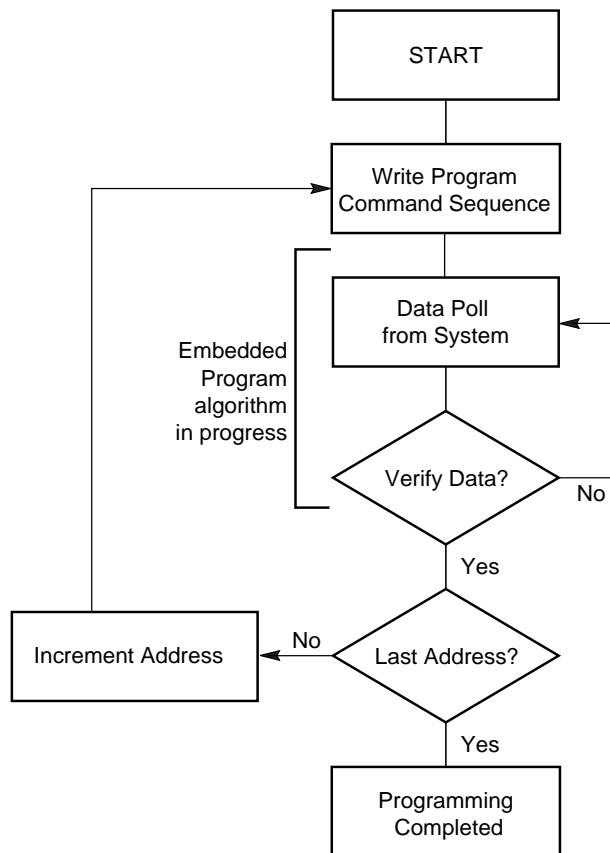 START
Write Program
Command Sequence
Data Poll
from System
Embedded
Program
algorithm
in progress
Verify Data?
No
Yes
Increment Address
No
Last Address?
Yes
Programming
Completed